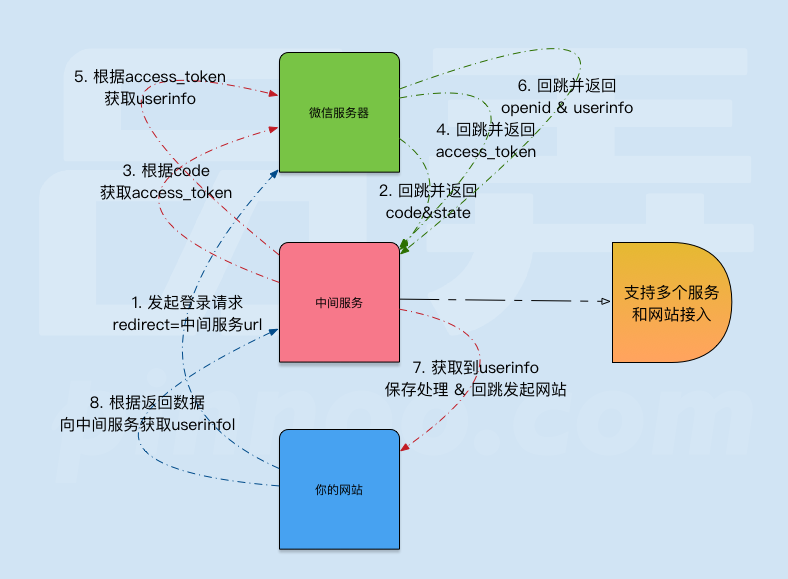 5. 根据access_token
获取userinfo
微信服务器
6. 回跳并返回
openid & userinfo
4. 回跳并返回
access_token
3. 根据code
获取access_token
2. 回跳并返回
code&state
1. 发起登录请求
redirect=中间服务url
中间服务
支持多个服务
和网站接入
7. 获取到userinfo
保存处理 & 回跳发起网站
8. 根据返回数据
向中间服务获取userinfol
你的网站